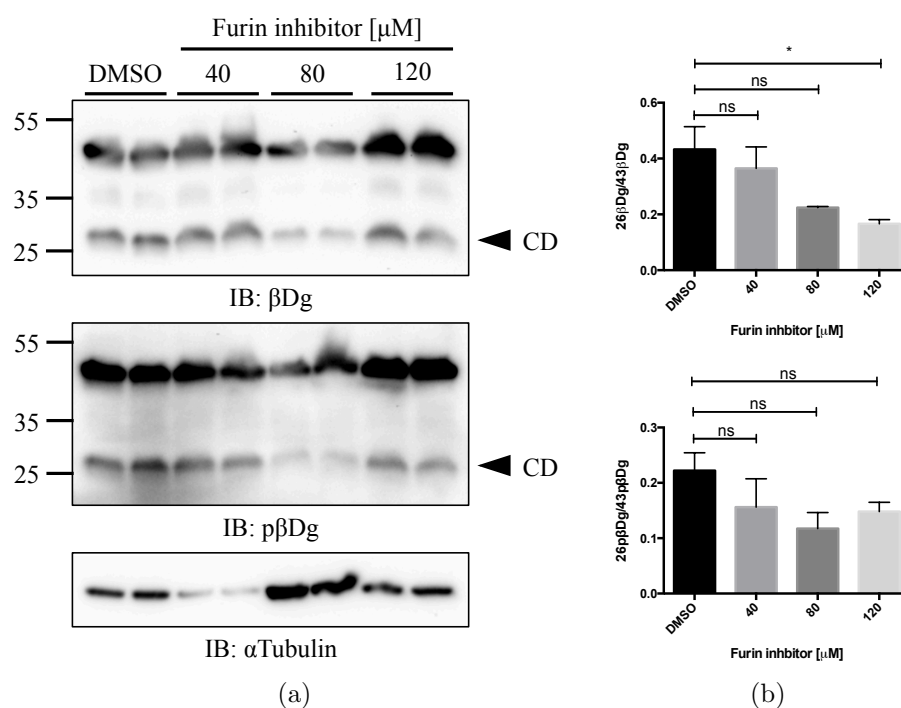 Furin inhibitor [μM]
DMSO 40 80 120
55
35
25
CD
IB: βDg
55
35
25
CD
IB: pβDg
IB: αTubulin
(a)
*
ns
ns
0.6
0.4
0.2
0.0
26βDg/43βDg
DMSO 40 80 120
Furin inhbitor [μM]
ns
ns
ns
0.3
0.2
0.1
0.0
26pβDg/43pβDg
DMSO 40 80 120
Furin inhbitor [μM]
(b)